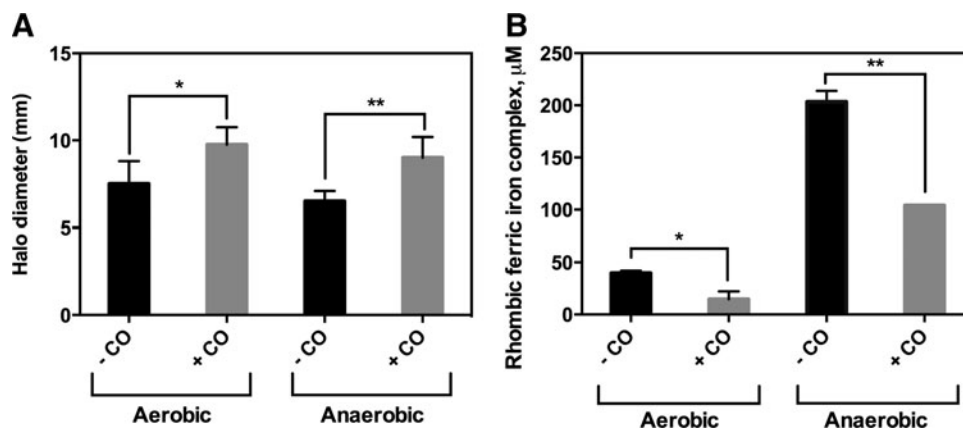 A
Halo diameter (mm)
15
10
5
0
*
**
- CO
+ CO
- CO
+ CO
Aerobic
Anaerobic
B
Rhombic ferric iron complex, µM
250
200
150
100
50
0
*
**
- CO
+ CO
- CO
+ CO
Aerobic
Anaerobic